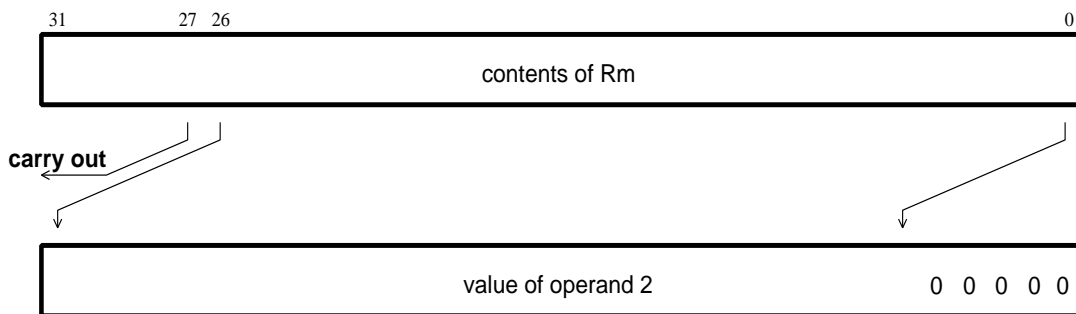 31 27 26 0
contents of Rm
carry out
value of operand 2 0 0 0 0 0